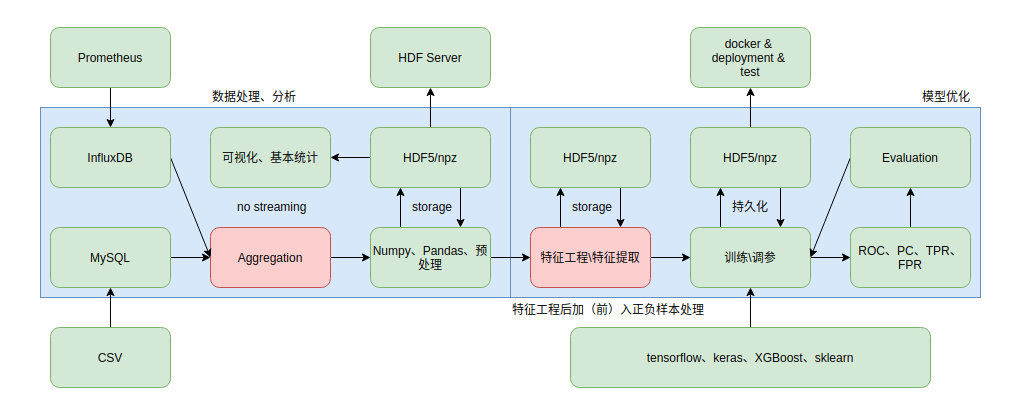 Prometheus
HDF Server
docker &
deployment &
test
数据处理、分析
模型优化
InfluxDB
可视化、基本统计
HDF5/npz
HDF5/npz
HDF5/npz
Evaluation
no streaming
storage
storage
持久化
MySQL
Aggregation
Numpy、Pandas、预
处理
特征工程\特征提取
训练\调参
ROC、PC、TPR、
FPR
特征工程后加（前）入正负样本处理
CSV
tensorflow、keras、XGBoost、sklearn